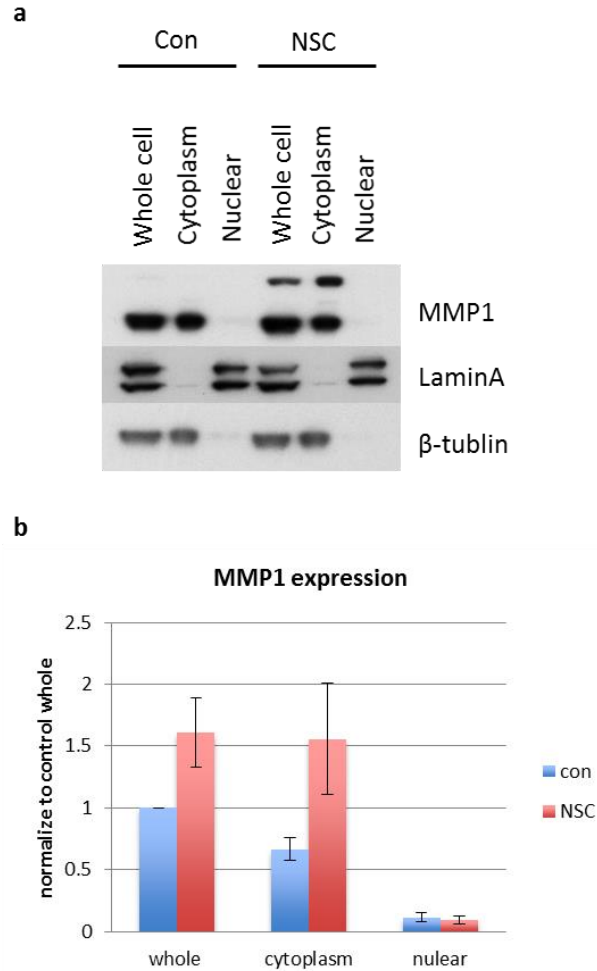 a
Con NSC
Whole cell Cytoplasm Nuclear Whole cell Cytoplasm Nuclear
MMP1
LaminA
β-tublin
b
MMP1 expression
normalize to control whole
2.5
2
1.5
1
0.5
0
whole cytoplasm nulear
con
NSC